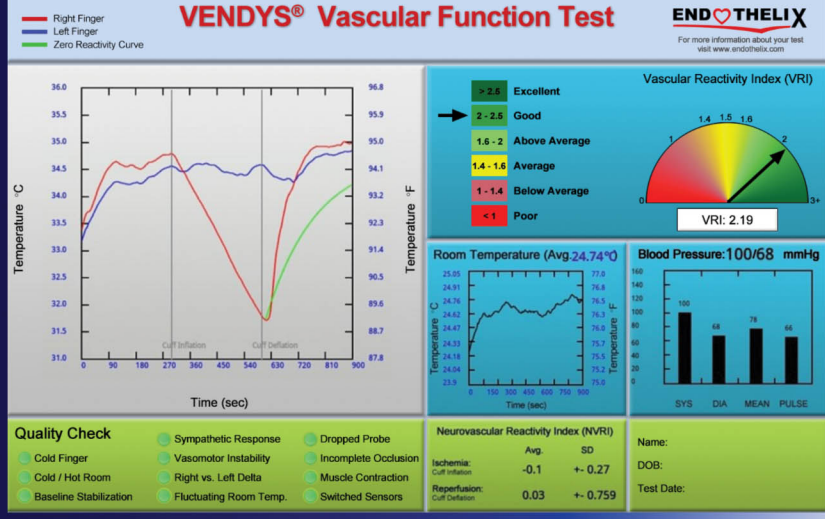 Right Finger
Left Finger
Zero Reactivity Curve
VENDYS® Vascular Function Test
ENDOTHELIX
For more information about your test
visit www.endothelix.com
36.0
35.5
35.0
34.5
34.0
33.5
33.0
32.5
32.0
31.5
31.0
Temperature °C
96.8
95.9
95.0
94.1
93.2
92.3
91.4
90.5
89.6
88.7
87.8
Temperature °F
Cuff Inflation
Cuff Deflation
0 90 180 270 360 450 540 630 720 810 900
Time (sec)
> 2.5 Excellent
2 - 2.5 Good
1.6 - 2 Above Average
1.4 - 1.6 Average
1 - 1.4 Below Average
< 1 Poor
Vascular Reactivity Index (VRI)
0 1 1.4 1.5 1.6 2 3+
VRI: 2.19
Room Temperature (Avg.24.74°C)
25.05
24.91
24.76
24.62
24.47
24.33
24.18
24.04
23.9
Temperature °C
77.0
76.8
76.5
76.3
76.0
75.7
75.5
75.2
75.0
Temperature °F
0 150 300 450 600 750 900
Time (sec)
Blood Pressure:100/68 mmHg
160
140
120
100
80
60
40
20
0
100
68
78
66
SYS DIA MEAN PULSE
Quality Check
Cold Finger
Cold / Hot Room
Baseline Stabilization
Sympathetic Response
Vasomotor Instability
Right vs. Left Delta
Fluctuating Room Temp.
Dropped Probe
Incomplete Occlusion
Muscle Contraction
Switched Sensors
Neurovascular Reactivity Index (NVRI)
Avg. SD
Ischemia: -0.1 +- 0.27
Cuff Inflation
Reperfusion: 0.03 +- 0.759
Cuff Deflation
Name:
DOB:
Test Date: